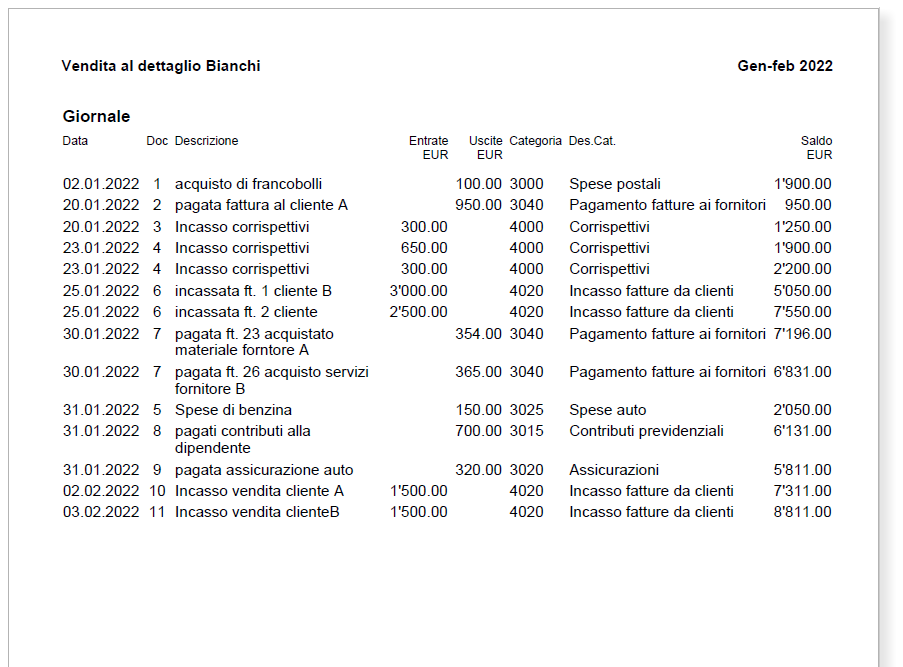 Vendita al dettaglio Bianchi Gen-feb 2022
Giornale
Data Doc Descrizione Entrate Uscite Categoria Des.Cat. Saldo
EUR EUR EUR
02.01.2022 1 acquisto di francobolli 100.00 3000 Spese postali 1'900.00
20.01.2022 2 pagata fattura al cliente A 950.00 3040 Pagamento fatture ai fornitori 950.00
20.01.2022 3 Incasso corrispettivi 300.00 4000 Corrispettivi 1'250.00
23.01.2022 4 Incasso corrispettivi 650.00 4000 Corrispettivi 1'900.00
23.01.2022 4 Incasso corrispettivi 300.00 4000 Corrispettivi 2'200.00
25.01.2022 6 incassata ft. 1 cliente B 3'000.00 4020 Incasso fatture da clienti 5'050.00
25.01.2022 6 incassata ft. 2 cliente 2'500.00 4020 Incasso fatture da clienti 7'550.00
30.01.2022 7 pagata ft. 23 acquistato 354.00 3040 Pagamento fatture ai fornitori 7'196.00
materiale forntore A
30.01.2022 7 pagata ft. 26 acquisto servizi 365.00 3040 Pagamento fatture ai fornitori 6'831.00
fornitore B
31.01.2022 5 Spese di benzina 150.00 3025 Spese auto 2'050.00
31.01.2022 8 pagati contributi alla 700.00 3015 Contributi previdenziali 6'131.00
dipendente
31.01.2022 9 pagata assicurazione auto 320.00 3020 Assicurazioni 5'811.00
02.02.2022 10 Incasso vendita cliente A 1'500.00 4020 Incasso fatture da clienti 7'311.00
03.02.2022 11 Incasso vendita clienteB 1'500.00 4020 Incasso fatture da clienti 8'811.00